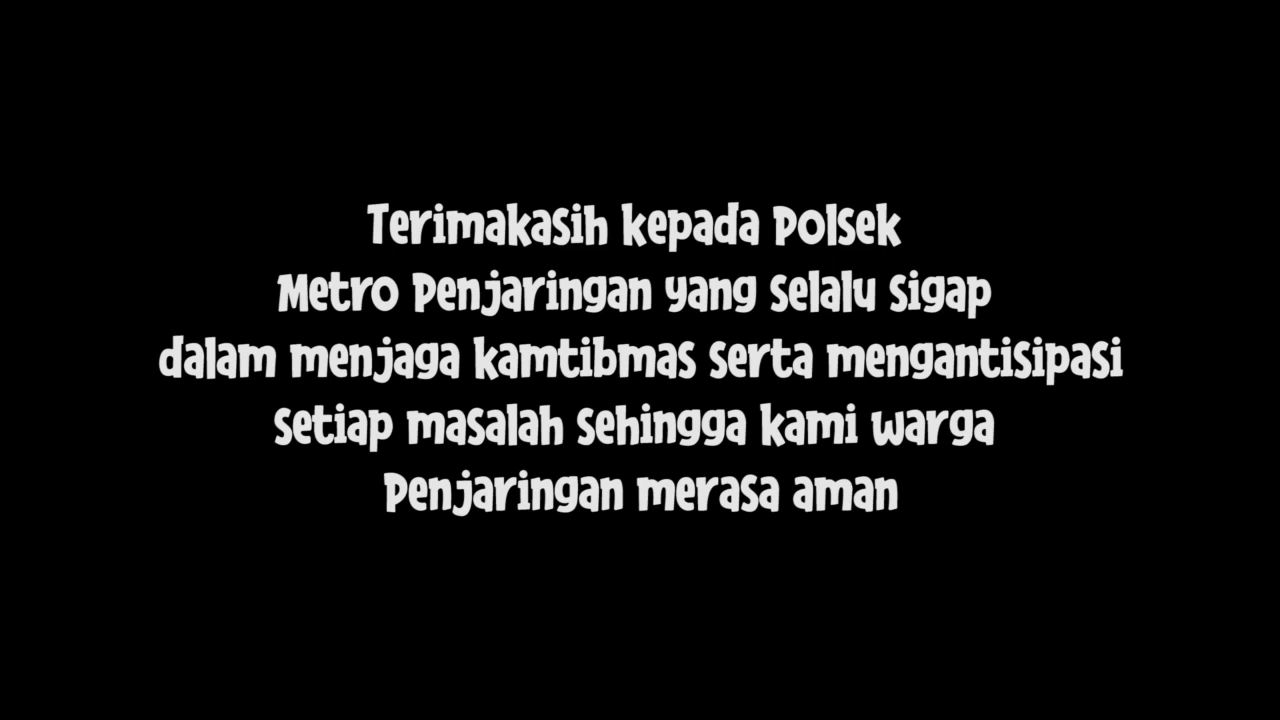 Terimakasih kepada Polsek
Metro Penjaringan yang selalu sigap
dalam menjaga kamtibmas serta mengantisipasi
setiap masalah sehingga kami warga
Penjaringan merasa aman